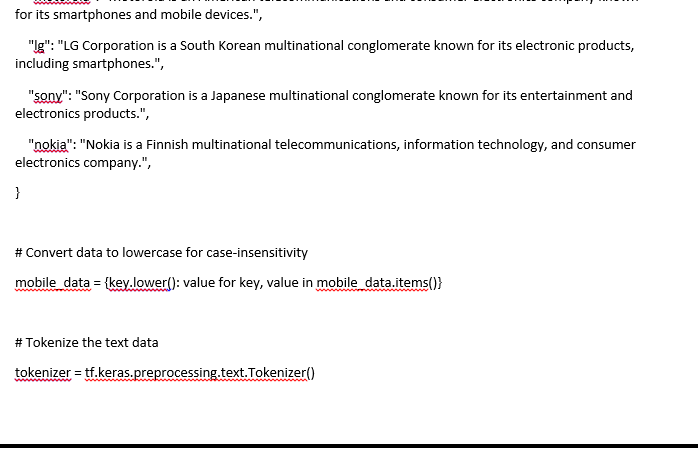 for its smartphones and mobile devices.",
"lg": "LG Corporation is a South Korean multinational conglomerate known for its electronic products,
including smartphones.",
"sony": "Sony Corporation is a Japanese multinational conglomerate known for its entertainment and
electronics products.",
"nokia": "Nokia is a Finnish multinational telecommunications, information technology, and consumer
electronics company.",
}
# Convert data to lowercase for case-insensitivity
mobile_data = {key.lower(): value for key, value in mobile_data.items()}
# Tokenize the text data
tokenizer = tf.keras.preprocessing.text.Tokenizer()